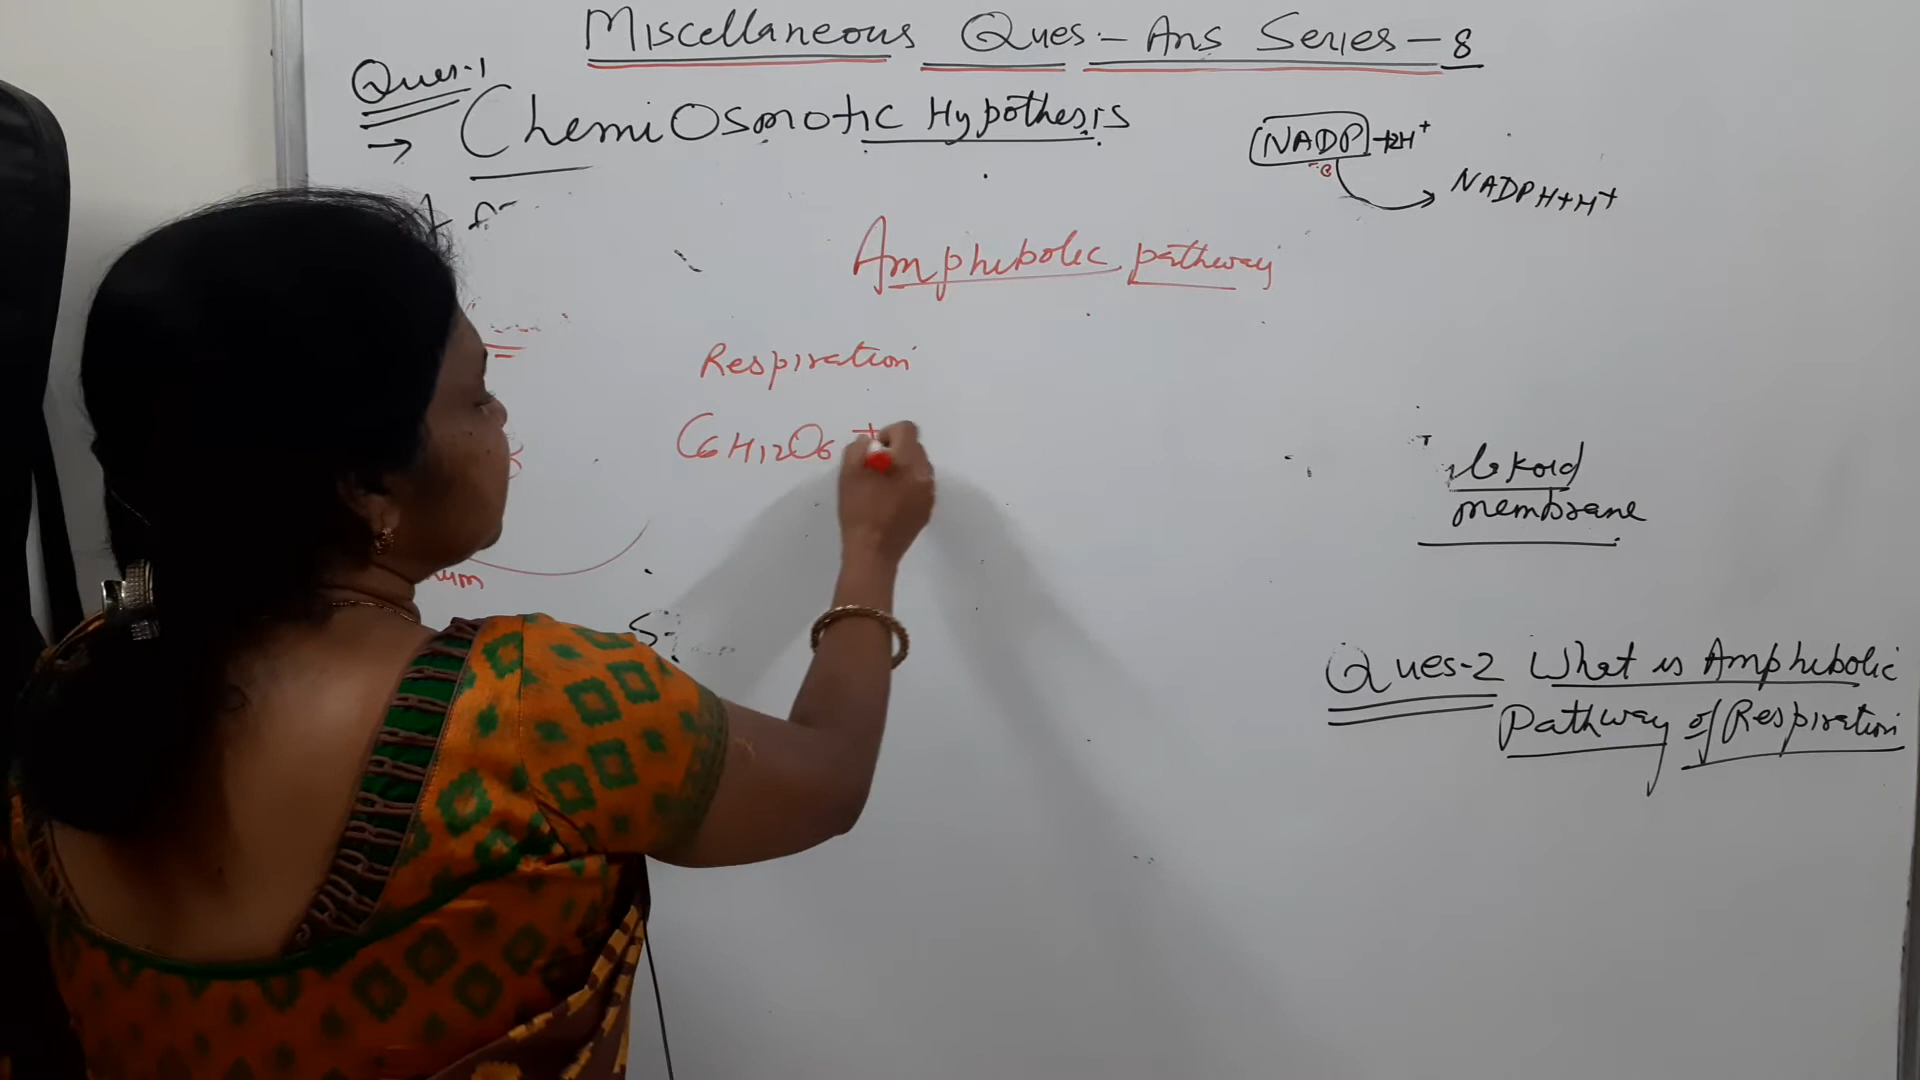 Miscellaneous Ques.- Ans Series-8
Ques.1
→ ChemiOsmotic Hypothesis
NADP +2H⁺
NADPH+H⁺
Amphibolic pathway
Respiration
C6H12O6 +
membrane
Ques-2 What is Amphibolic
Pathway of Respiration